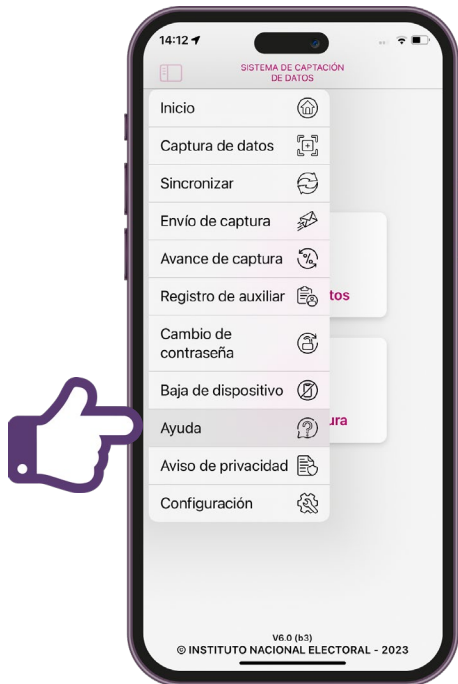 14:12
SISTEMA DE CAPTACIÓN
DE DATOS
Inicio
Captura de datos
Sincronizar
Envío de captura
Avance de captura
Registro de auxiliar
tos
Cambio de
contraseña
Baja de dispositivo
Ayuda
ura
Aviso de privacidad
Configuración
V6.0 (b3)
© INSTITUTO NACIONAL ELECTORAL - 2023